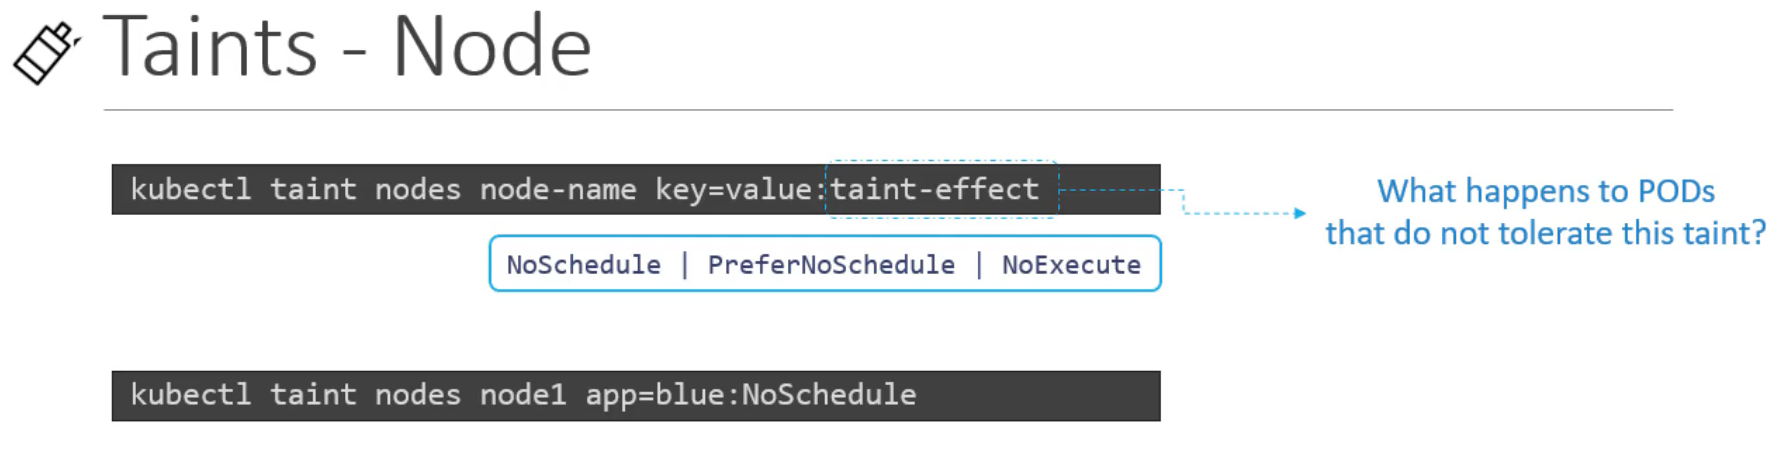 Taints - Node
kubectl taint nodes node-name key=value:taint-effect
What happens to PODs
that do not tolerate this taint?
NoSchedule | PreferNoSchedule | NoExecute
kubectl taint nodes node1 app=blue:NoSchedule